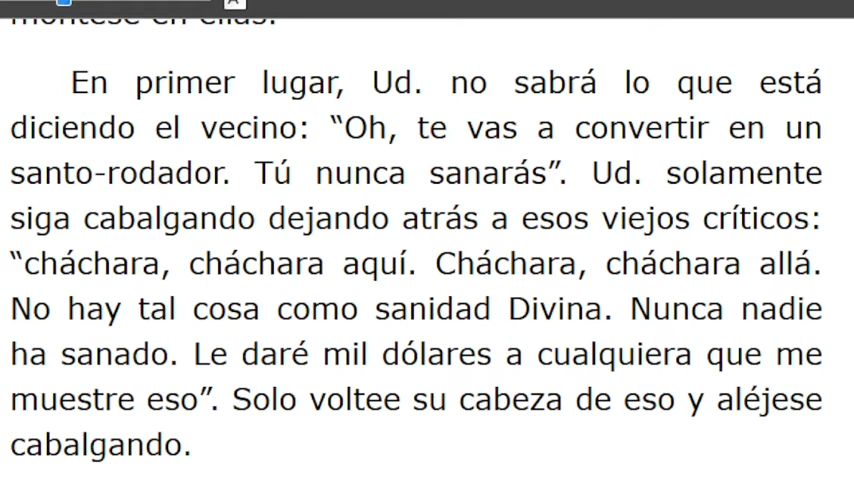 montese en ellas.
En primer lugar, Ud. no sabrá lo que está
diciendo el vecino: “Oh, te vas a convertir en un
santo-rodador. Tú nunca sanarás”. Ud. solamente
siga cabalgando dejando atrás a esos viejos críticos:
“cháchara, cháchara aquí. Cháchara, cháchara allá.
No hay tal cosa como sanidad Divina. Nunca nadie
ha sanado. Le daré mil dólares a cualquiera que me
muestre eso”. Solo voltee su cabeza de eso y aléjese
cabalgando.